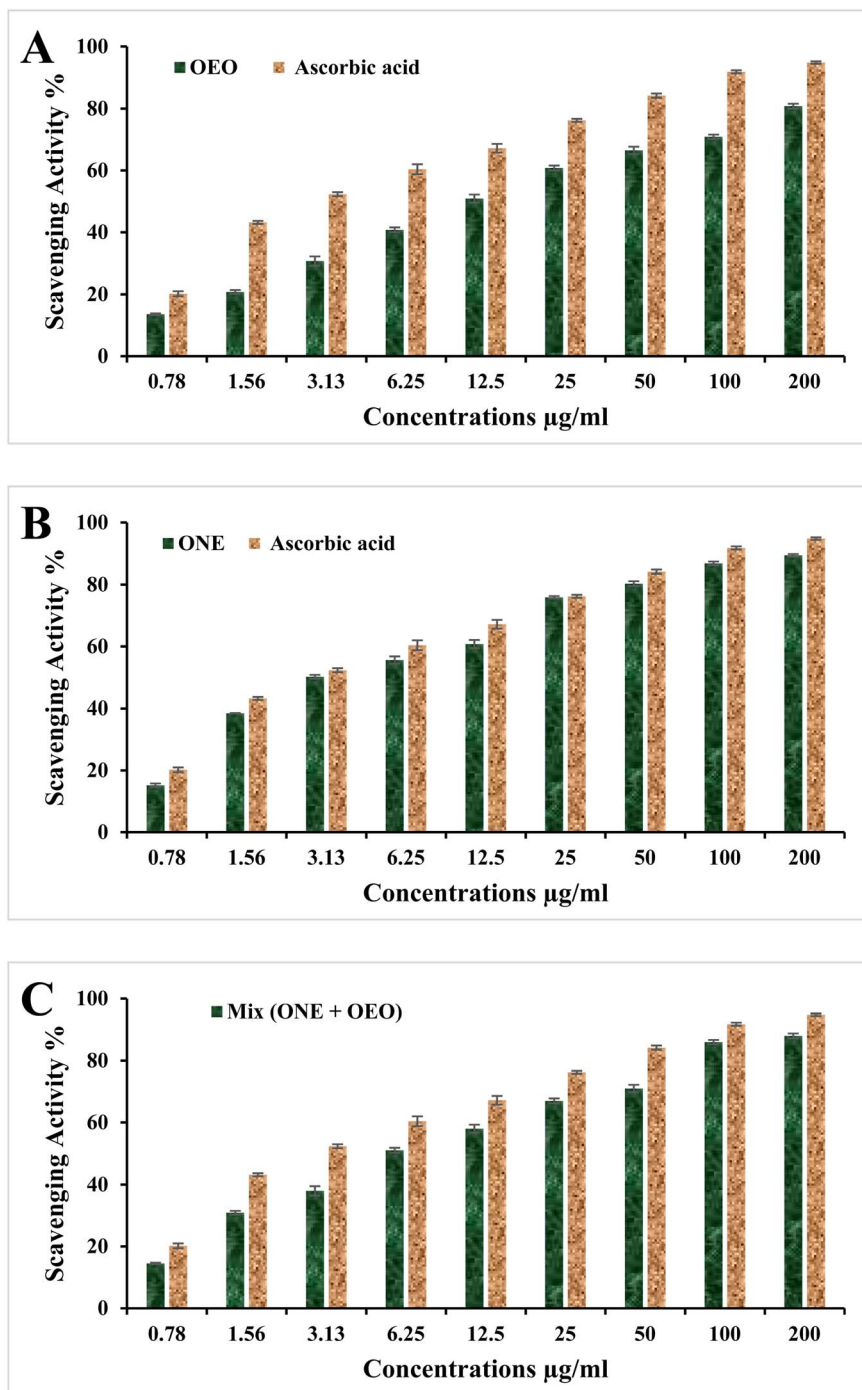 A
OEO Ascorbic acid
Scavenging Activity %
100
80
60
40
20
0
0.78 1.56 3.13 6.25 12.5 25 50 100 200
Concentrations µg/ml
B
ONE Ascorbic acid
Scavenging Activity %
100
80
60
40
20
0
0.78 1.56 3.13 6.25 12.5 25 50 100 200
Concentrations µg/ml
C
Mix (ONE + OEO)
Scavenging Activity %
100
80
60
40
20
0
0.78 1.56 3.13 6.25 12.5 25 50 100 200
Concentrations µg/ml